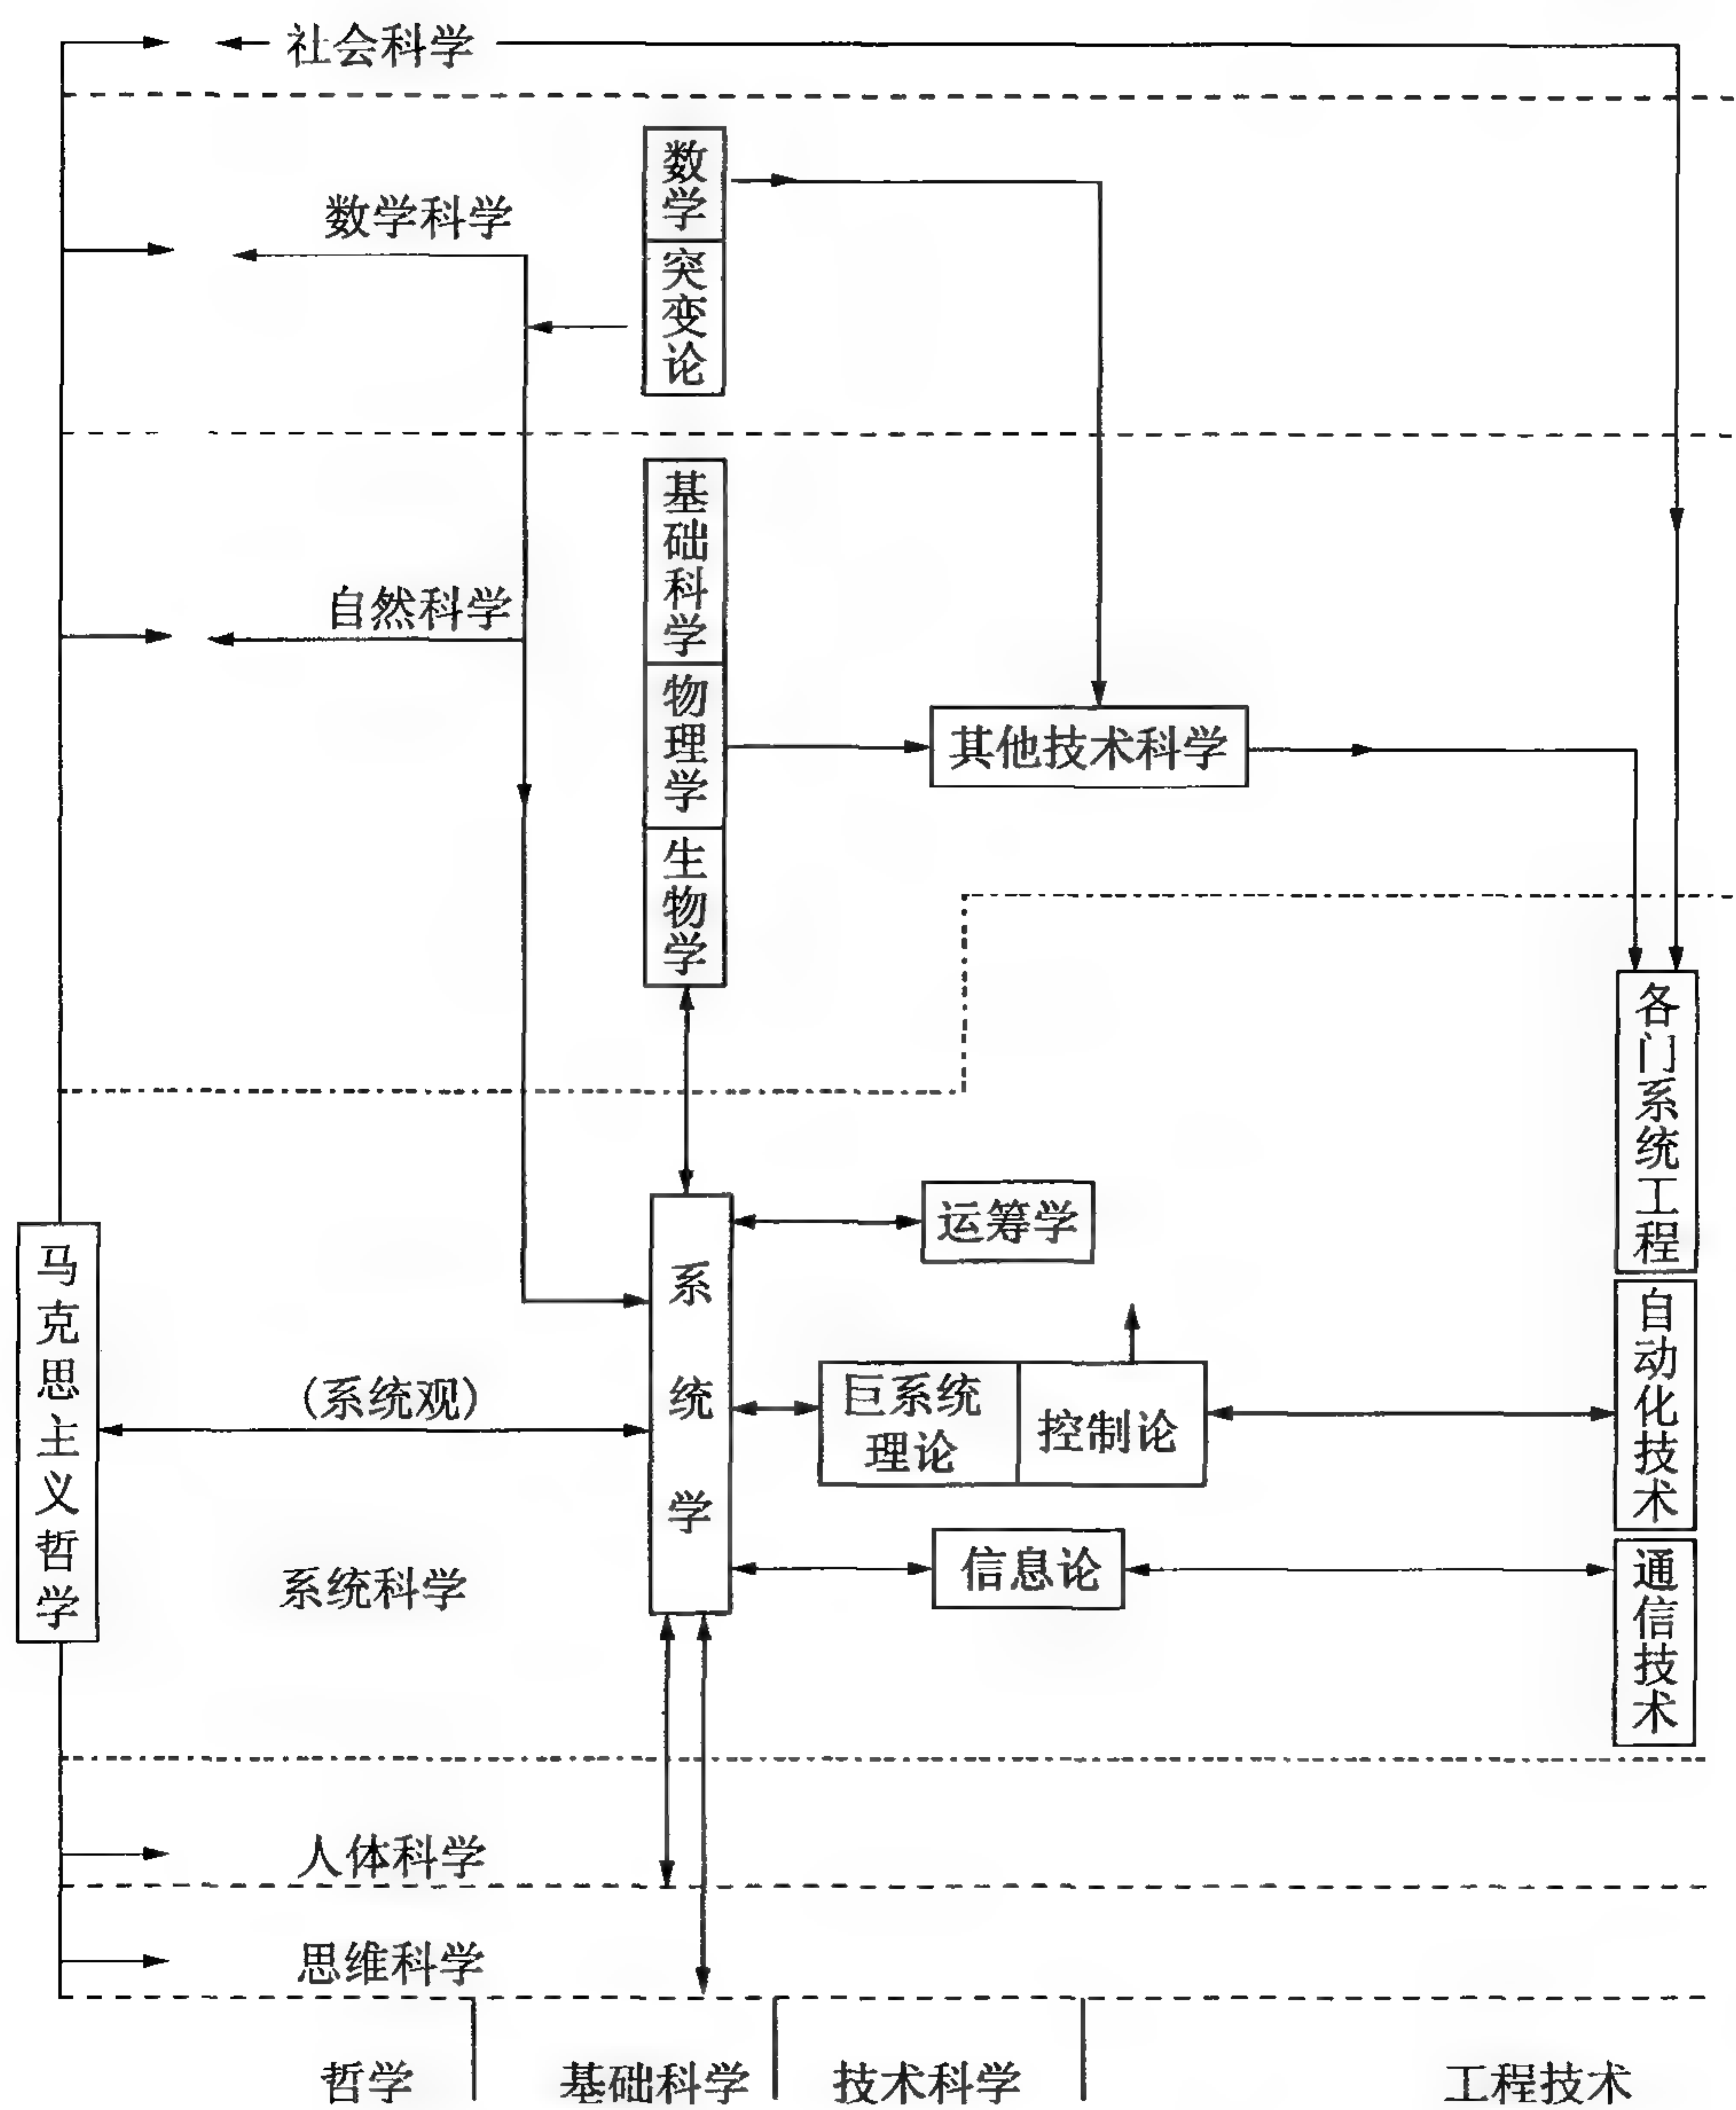 社会科学
数学
数学科学
突变论
基础科学
自然科学
物理学
其他技术科学
生物学
各门系统工程
运筹学
马克思主义哲学
系统学
自动化技术
(系统观)
巨系统
理论
控制论
信息论
通信技术
系统科学
人体科学
思维科学
哲学
基础科学
技术科学
工程技术